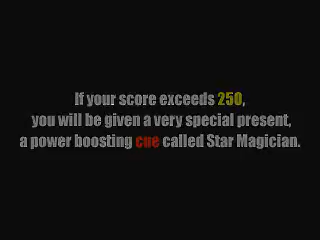 If your score exceeds 250,
you will be given a very special present,
a power boosting cue called Star Magician.